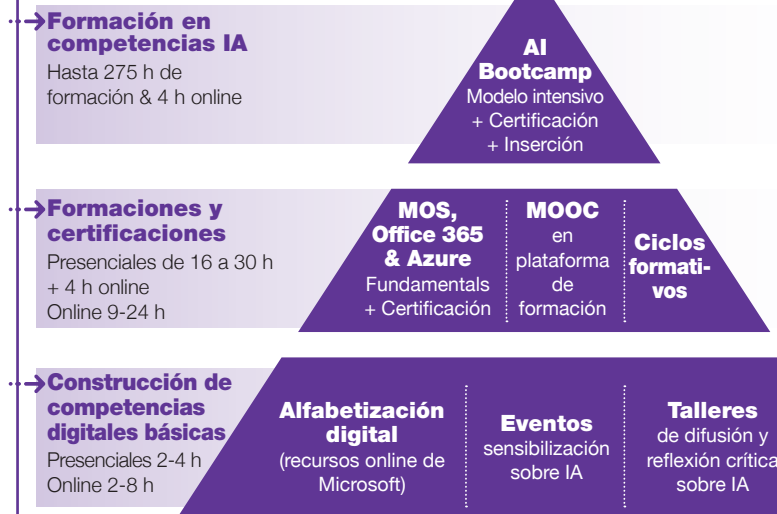 Formación en
competencias IA
Hasta 275 h de
formación & 4 h online
AI
Bootcamp
Modelo intensivo
+ Certificación
+ Inserción
Formaciones y
certificaciones
Presenciales de 16 a 30 h
+ 4 h online
Online 9-24 h
MOS,
Office 365
& Azure
Fundamentals
+ Certificación
MOOC
en
plataforma
de
formación
Ciclos
formati-
vos
Construcción de
competencias
digitales básicas
Presenciales 2-4 h
Online 2-8 h
Alfabetización
digital
(recursos online de
Microsoft)
Eventos
sensibilización
sobre IA
Talleres
de difusión y
reflexión crítica
sobre IA